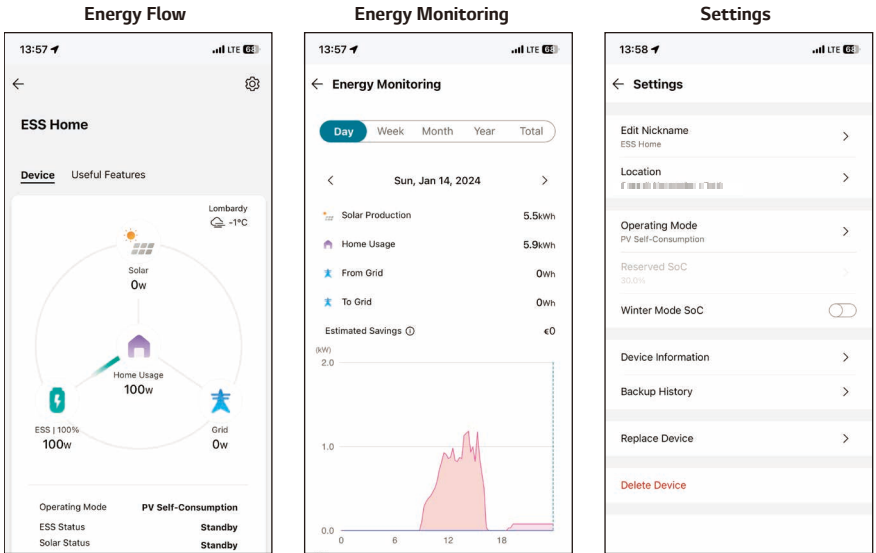 Energy Flow
13:57
LTE 68
ESS Home
Device Useful Features
Lombardy
-1°C
Solar
0w
Home Usage
100w
ESS | 100%
100w
Grid
0w
Operating Mode PV Self-Consumption
ESS Status Standby
Solar Status Standby
Energy Monitoring
13:57
LTE 68
Energy Monitoring
Day Week Month Year Total
Sun, Jan 14, 2024
Solar Production 5.5kWh
Home Usage 5.9kWh
From Grid 0Wh
To Grid 0Wh
Estimated Savings €0
(kW)
2.0
1.0
0.0
0 6 12 18
Settings
13:58
LTE 68
Settings
Edit Nickname
ESS Home
Location
Operating Mode
PV Self-Consumption
Reserved SoC
30.0%
Winter Mode SoC
Device Information
Backup History
Replace Device
Delete Device